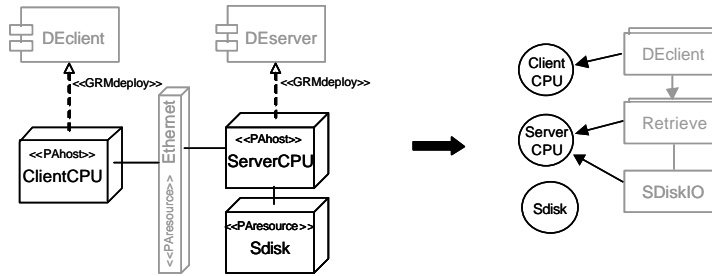 DEclient
DEserver
<<GRMdeploy>>
<<GRMdeploy>>
<<PAhost>>
ClientCPU
<<PAresource>> Ethernet
<<PAhost>>
ServerCPU
<<PAresource>>
Sdisk
Client
CPU
DEclient
Server
CPU
Retrieve
Sdisk
SDiskIO